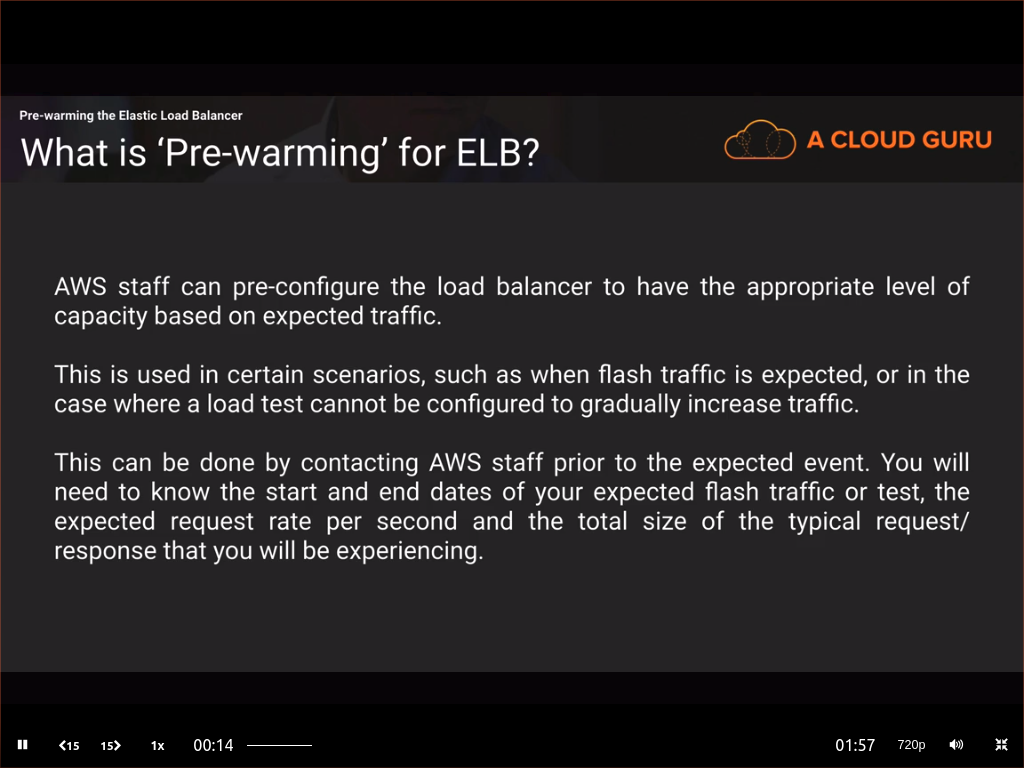 Pre-warming the Elastic Load Balancer
What is ‘Pre-warming’ for ELB?
A CLOUD GURU
AWS staff can pre-configure the load balancer to have the appropriate level of
capacity based on expected traffic.
This is used in certain scenarios, such as when flash traffic is expected, or in the
case where a load test cannot be configured to gradually increase traffic.
This can be done by contacting AWS staff prior to the expected event. You will
need to know the start and end dates of your expected flash traffic or test, the
expected request rate per second and the total size of the typical request/
response that you will be experiencing.
15 15 1x 00:14 01:57 720p